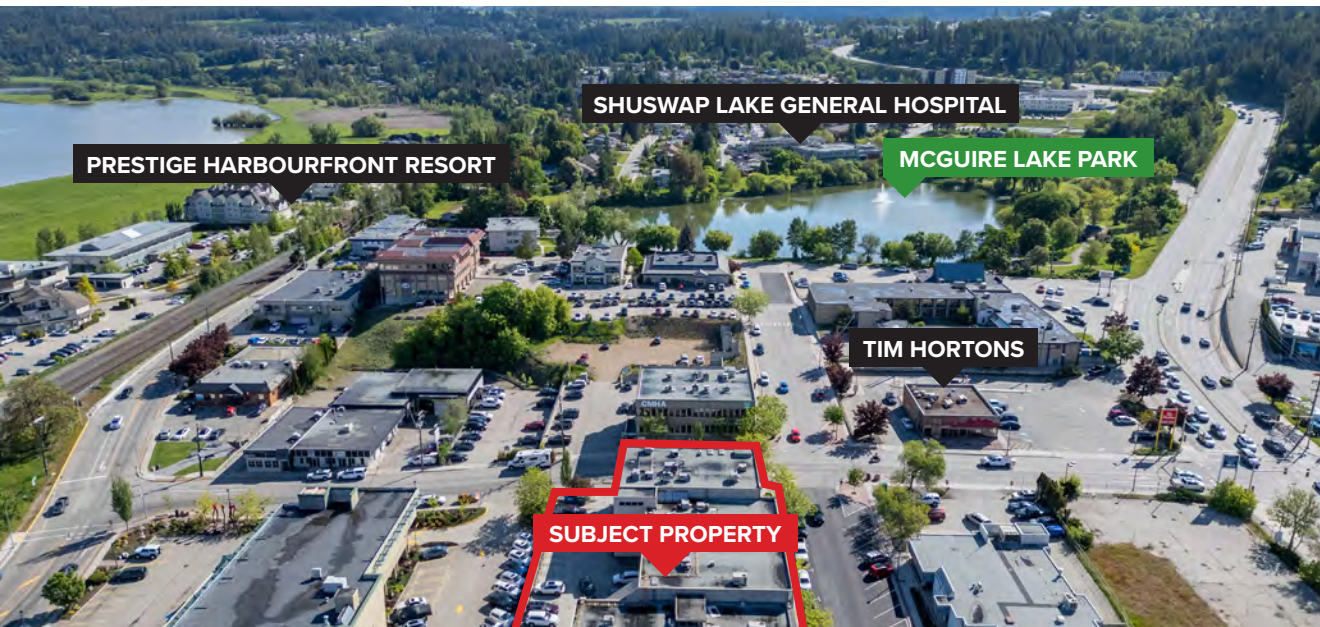 SHUSWAP LAKE GENERAL HOSPITAL
PRESTIGE HARBOURFRONT RESORT
MCGUIRE LAKE PARK
TIM HORTONS
CMHA
SUBJECT PROPERTY